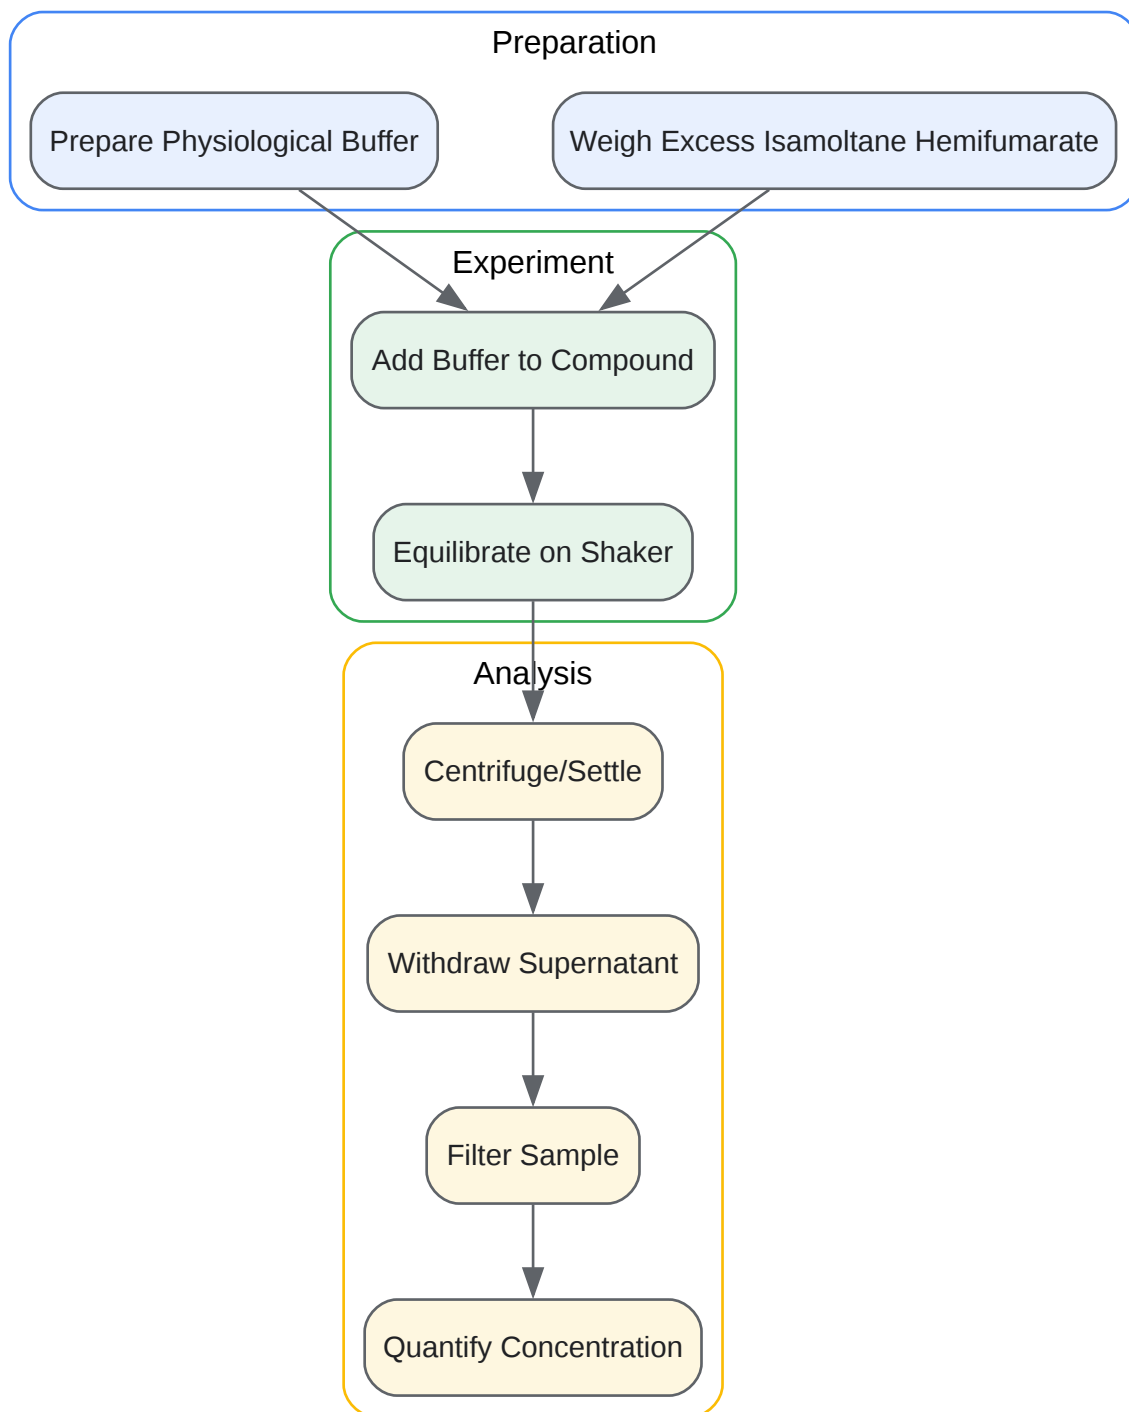 Preparation
Prepare Physiological Buffer
Weigh Excess Isamoltane Hemifumarate
Experiment
Add Buffer to Compound
Equilibrate on Shaker
Analysis
Centrifuge/Settle
Withdraw Supernatant
Filter Sample
Quantify Concentration